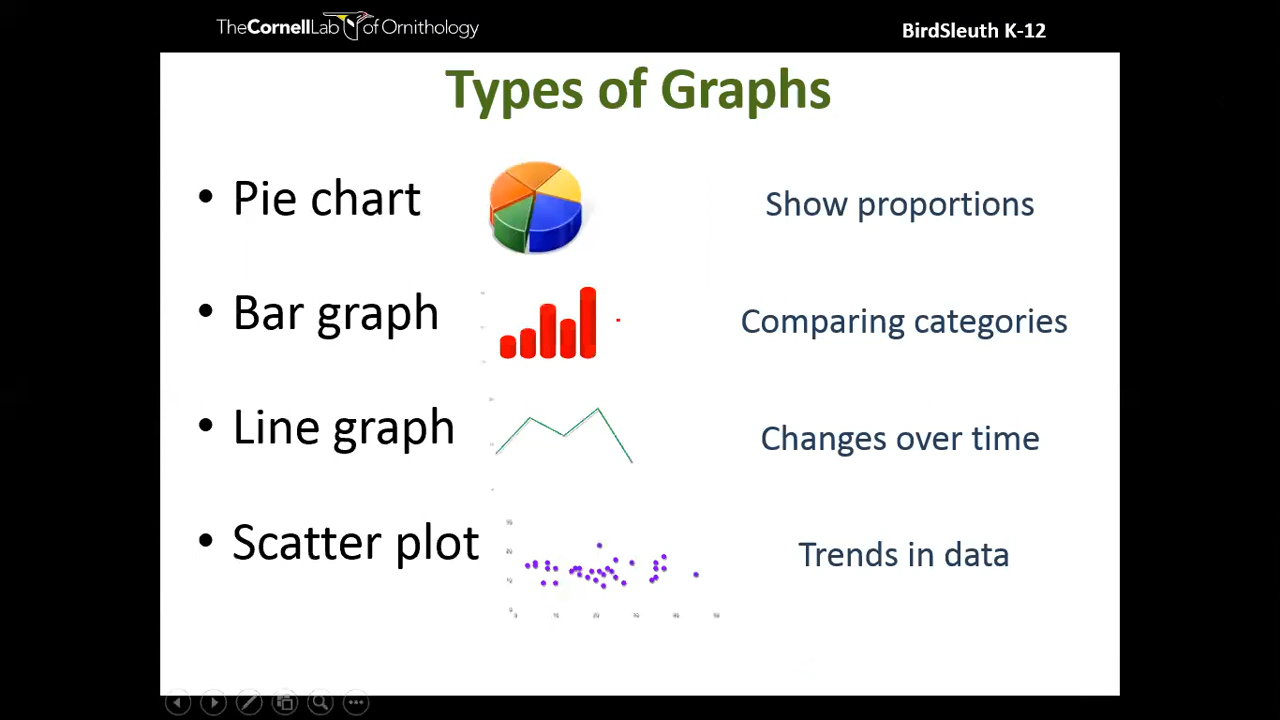 TheCornellLab of Ornithology
BirdSleuth K-12
Types of Graphs
• Pie chart
Show proportions
• Bar graph
Comparing categories
• Line graph
Changes over time
• Scatter plot
Trends in data